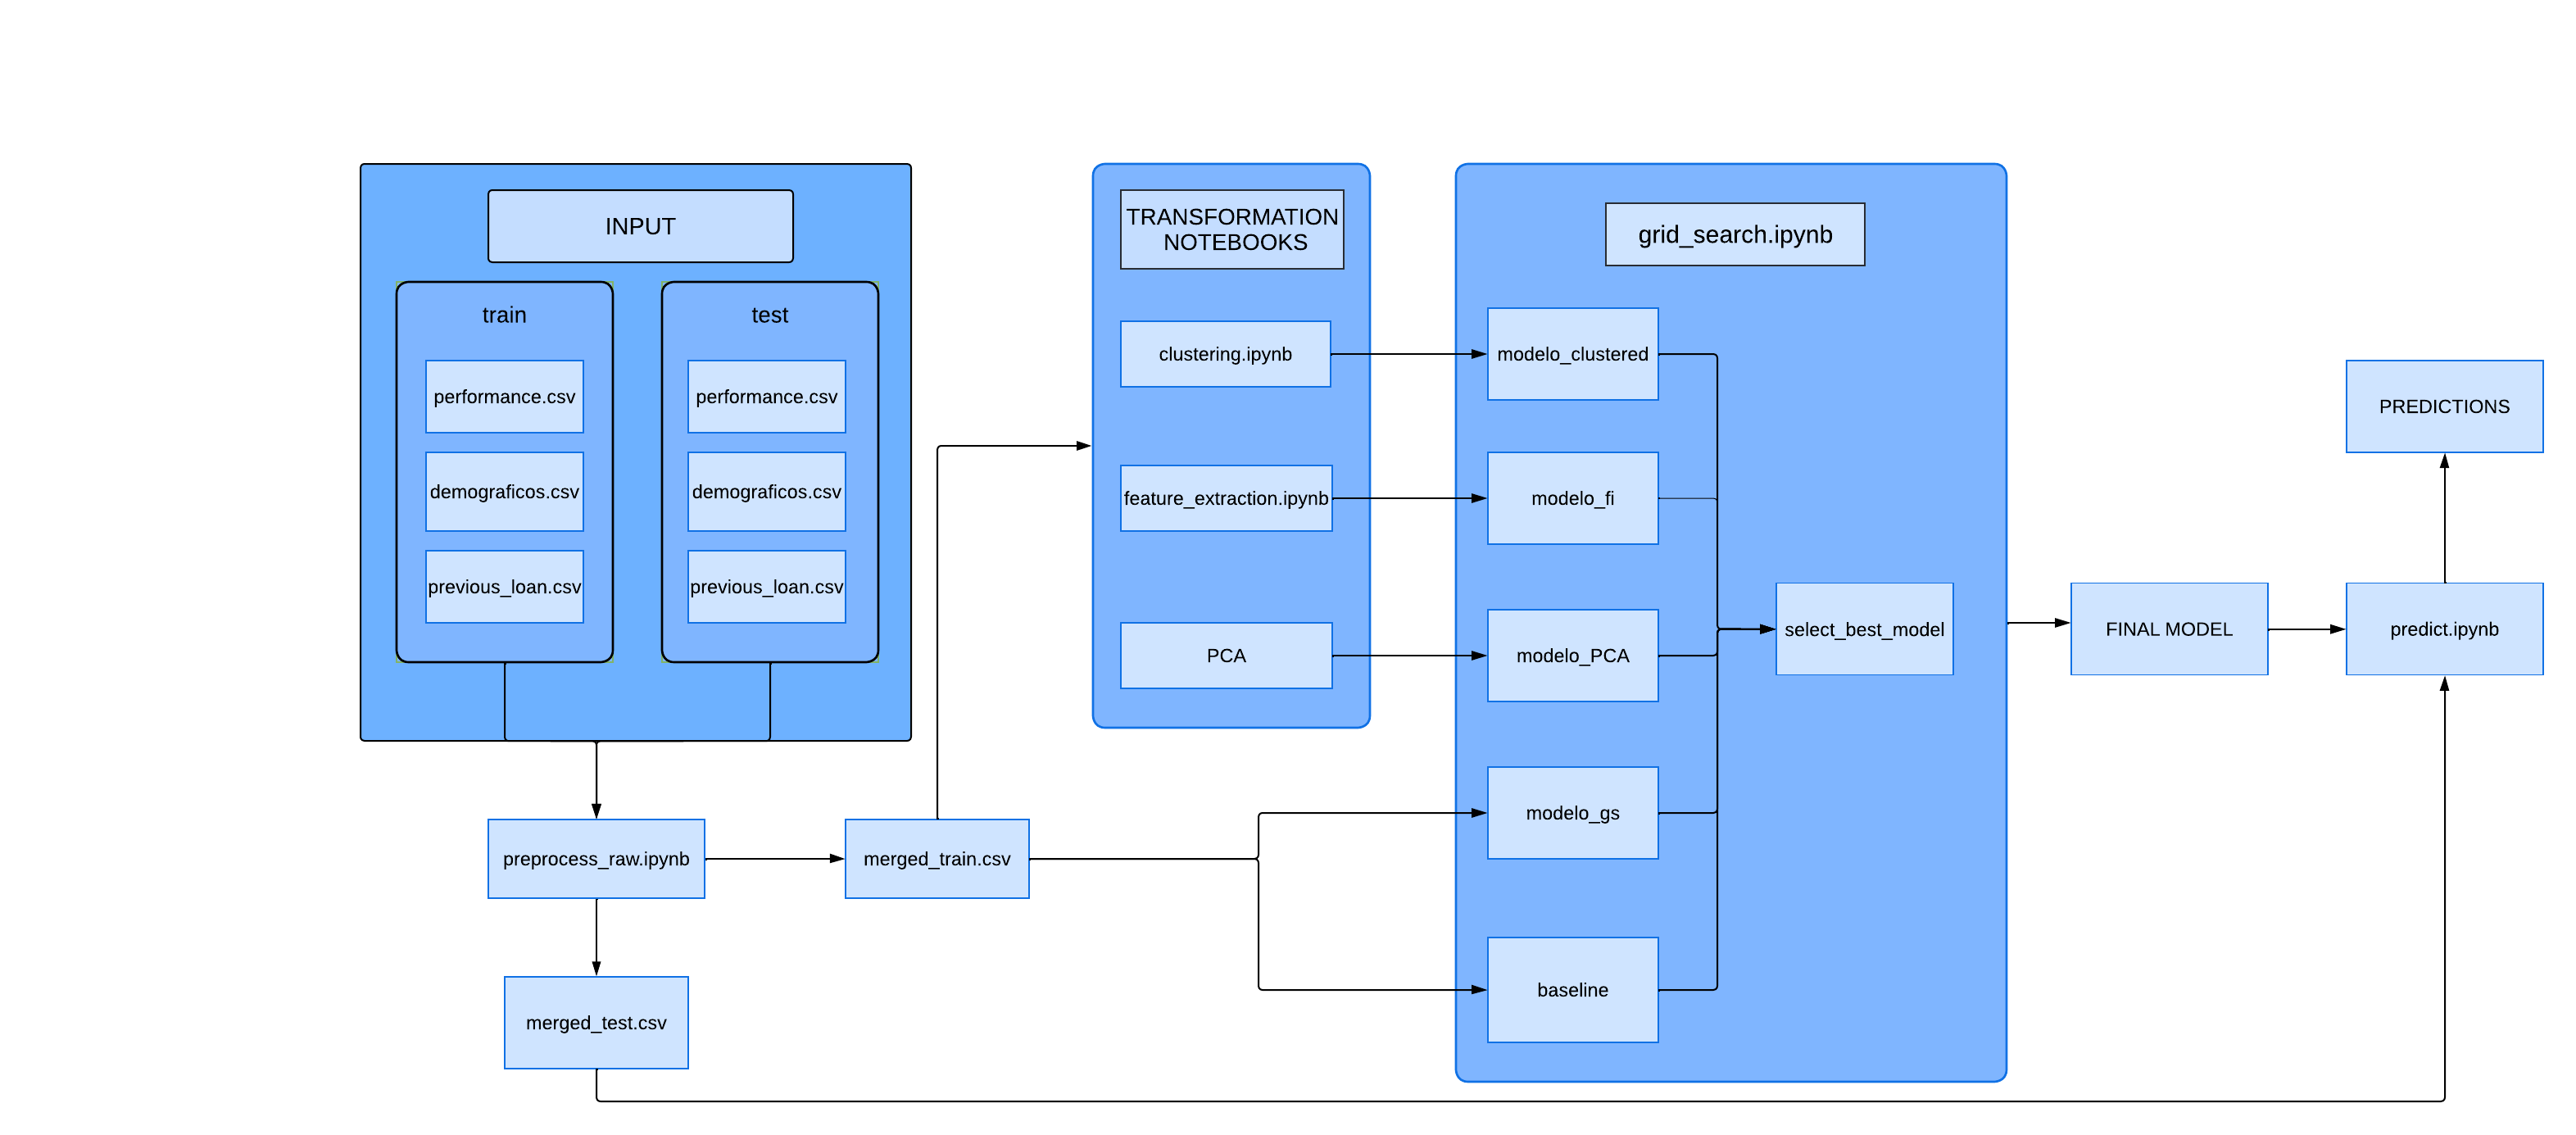 INPUT
train
performance.csv
demograficos.csv
previous_loan.csv
test
performance.csv
demograficos.csv
previous_loan.csv
preprocess_raw.ipynb
merged_train.csv
merged_test.csv
TRANSFORMATION
NOTEBOOKS
clustering.ipynb
feature_extraction.ipynb
PCA
grid_search.ipynb
modelo_clustered
modelo_fi
modelo_PCA
modelo_gs
baseline
select_best_model
FINAL MODEL
predict.ipynb
PREDICTIONS